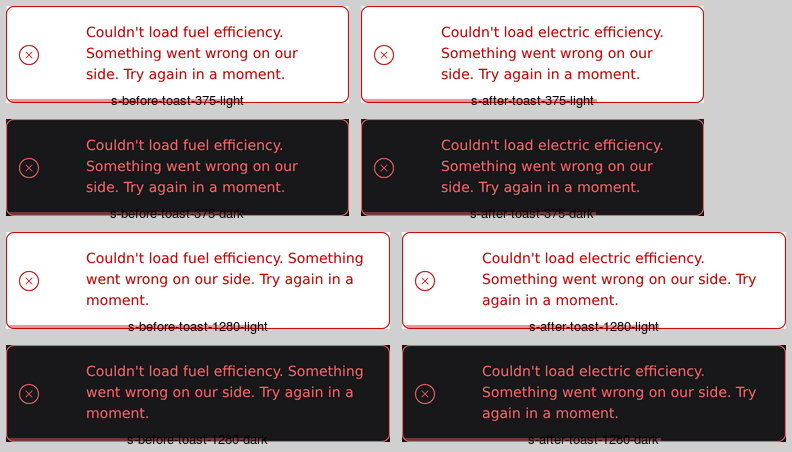 Couldn't load fuel efficiency.
Something went wrong on our
side. Try again in a moment.
s-before-toast-375-light
Couldn't load electric efficiency.
Something went wrong on our
side. Try again in a moment.
s-after-toast-375-light
Couldn't load fuel efficiency.
Something went wrong on our
side. Try again in a moment.
s-before-toast-375-dark
Couldn't load electric efficiency.
Something went wrong on our
side. Try again in a moment.
s-after-toast-375-dark
Couldn't load fuel efficiency. Something
went wrong on our side. Try again in a
moment.
s-before-toast-1280-light
Couldn't load electric efficiency.
Something went wrong on our side. Try
again in a moment.
s-after-toast-1280-light
Couldn't load fuel efficiency. Something
went wrong on our side. Try again in a
moment.
s-before-toast-1280-dark
Couldn't load electric efficiency.
Something went wrong on our side. Try
again in a moment.
s-after-toast-1280-dark